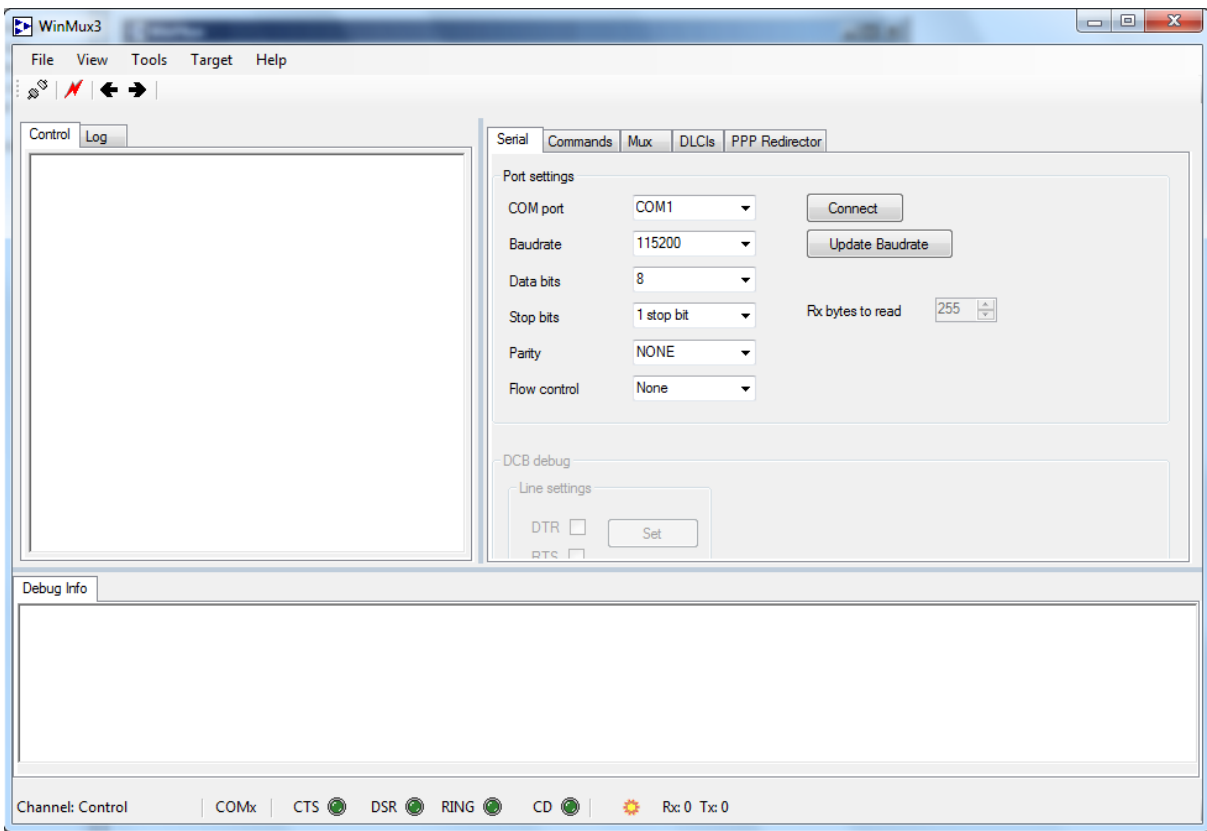 WinMux3
File View Tools Target Help
Control Log
Serial Commands Mux DLCIs PPP Redirector
Port settings
COM port COM1 Connect
Baudrate 115200 Update Baudrate
Data bits 8
Stop bits 1 stop bit Rx bytes to read 255
Parity NONE
Flow control None
DCB debug
Line settings
DTR Set
RTS
Debug Info
Channel: Control COMx CTS DSR RING CD Rx: 0 Tx: 0